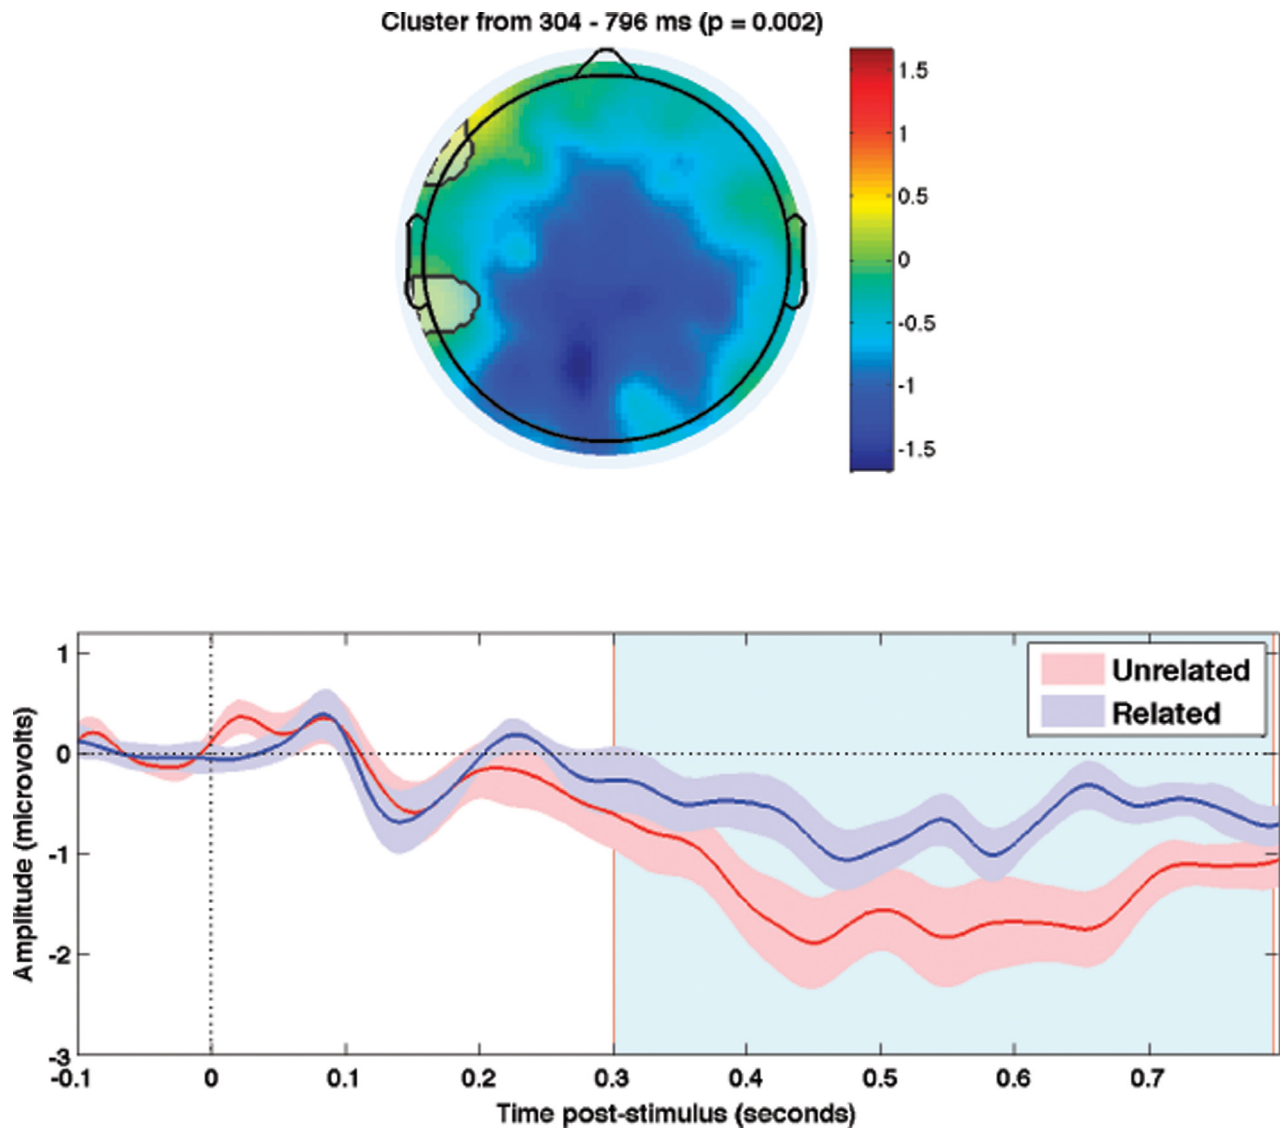 Cluster from 304 - 796 ms (p = 0.002)
1.5
1
0.5
0
-0.5
-1
-1.5
Unrelated
Related
1
0
-1
-2
-3
Amplitude (microvolts)
-0.1 0 0.1 0.2 0.3 0.4 0.5 0.6 0.7
Time post-stimulus (seconds)